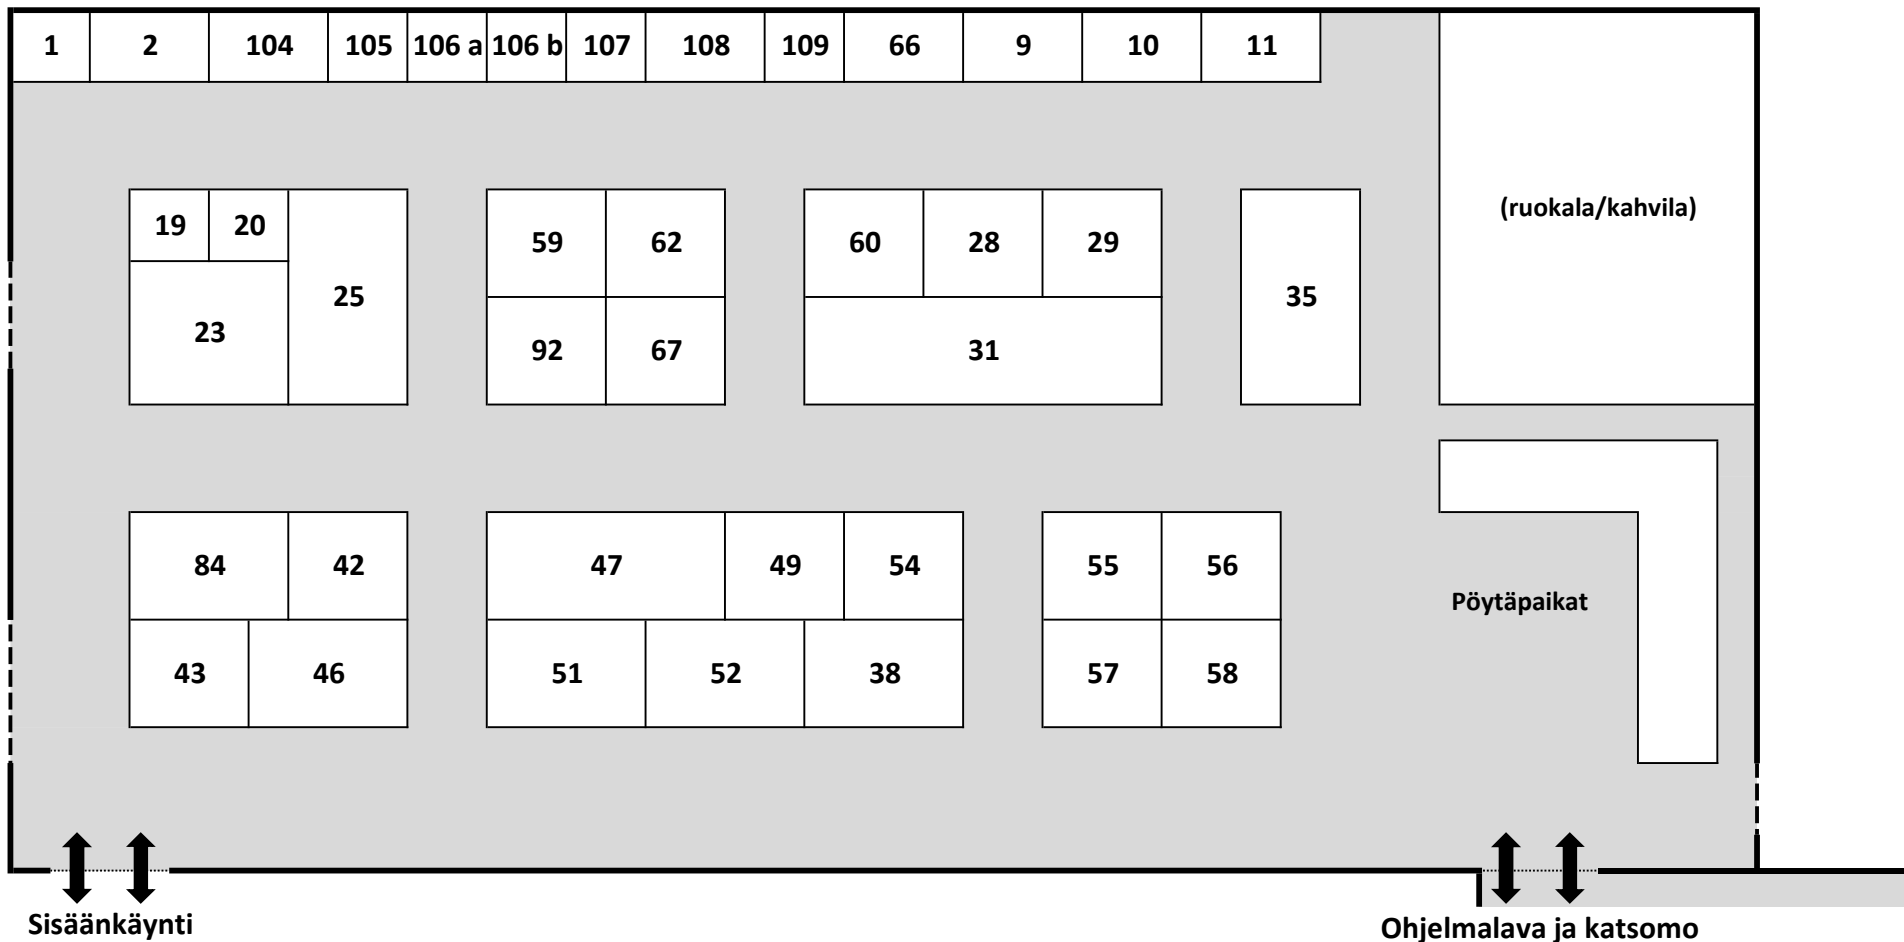 1 2 104 105 106 a 106 b 107 108 109 66 9 10 11
(ruokala/kahvila)
19 20 59 62 60 28 29
25 35
23 92 67 31
84 42 47 49 54 55 56
Pöytäpaikat
43 46 51 52 38 57 58
Sisäänkäynti
Ohjelmalava ja katsomo